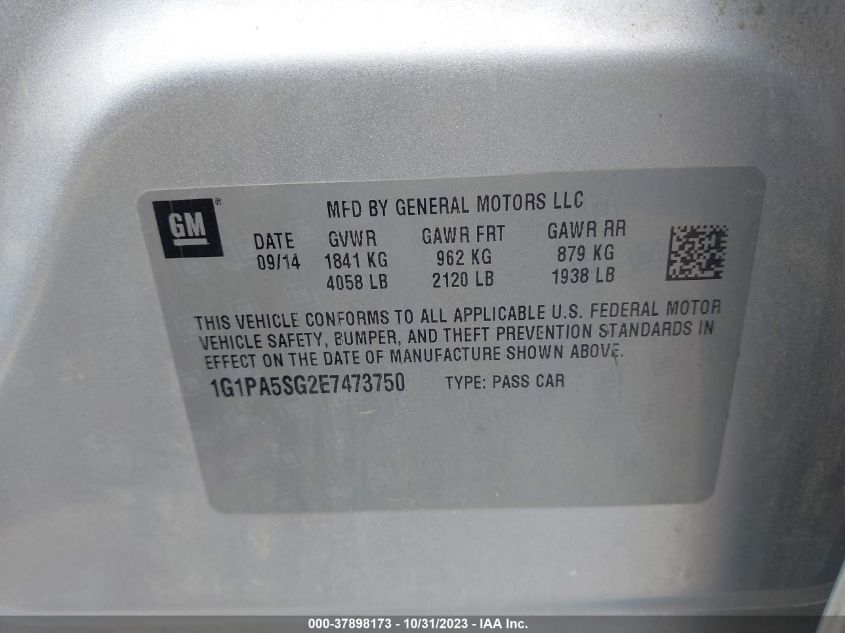 GM®
MFD BY GENERAL MOTORS LLC
DATE GVWR GAWR FRT GAWR RR
09/14 1841 KG 962 KG 879 KG
4058 LB 2120 LB 1938 LB
THIS VEHICLE CONFORMS TO ALL APPLICABLE U.S. FEDERAL MOTOR
VEHICLE SAFETY, BUMPER, AND THEFT PREVENTION STANDARDS IN
EFFECT ON THE DATE OF MANUFACTURE SHOWN ABOVE.
1G1PA5SG2E7473750 TYPE: PASS CAR
000-37898173 - 10/31/2023 - IAA Inc.